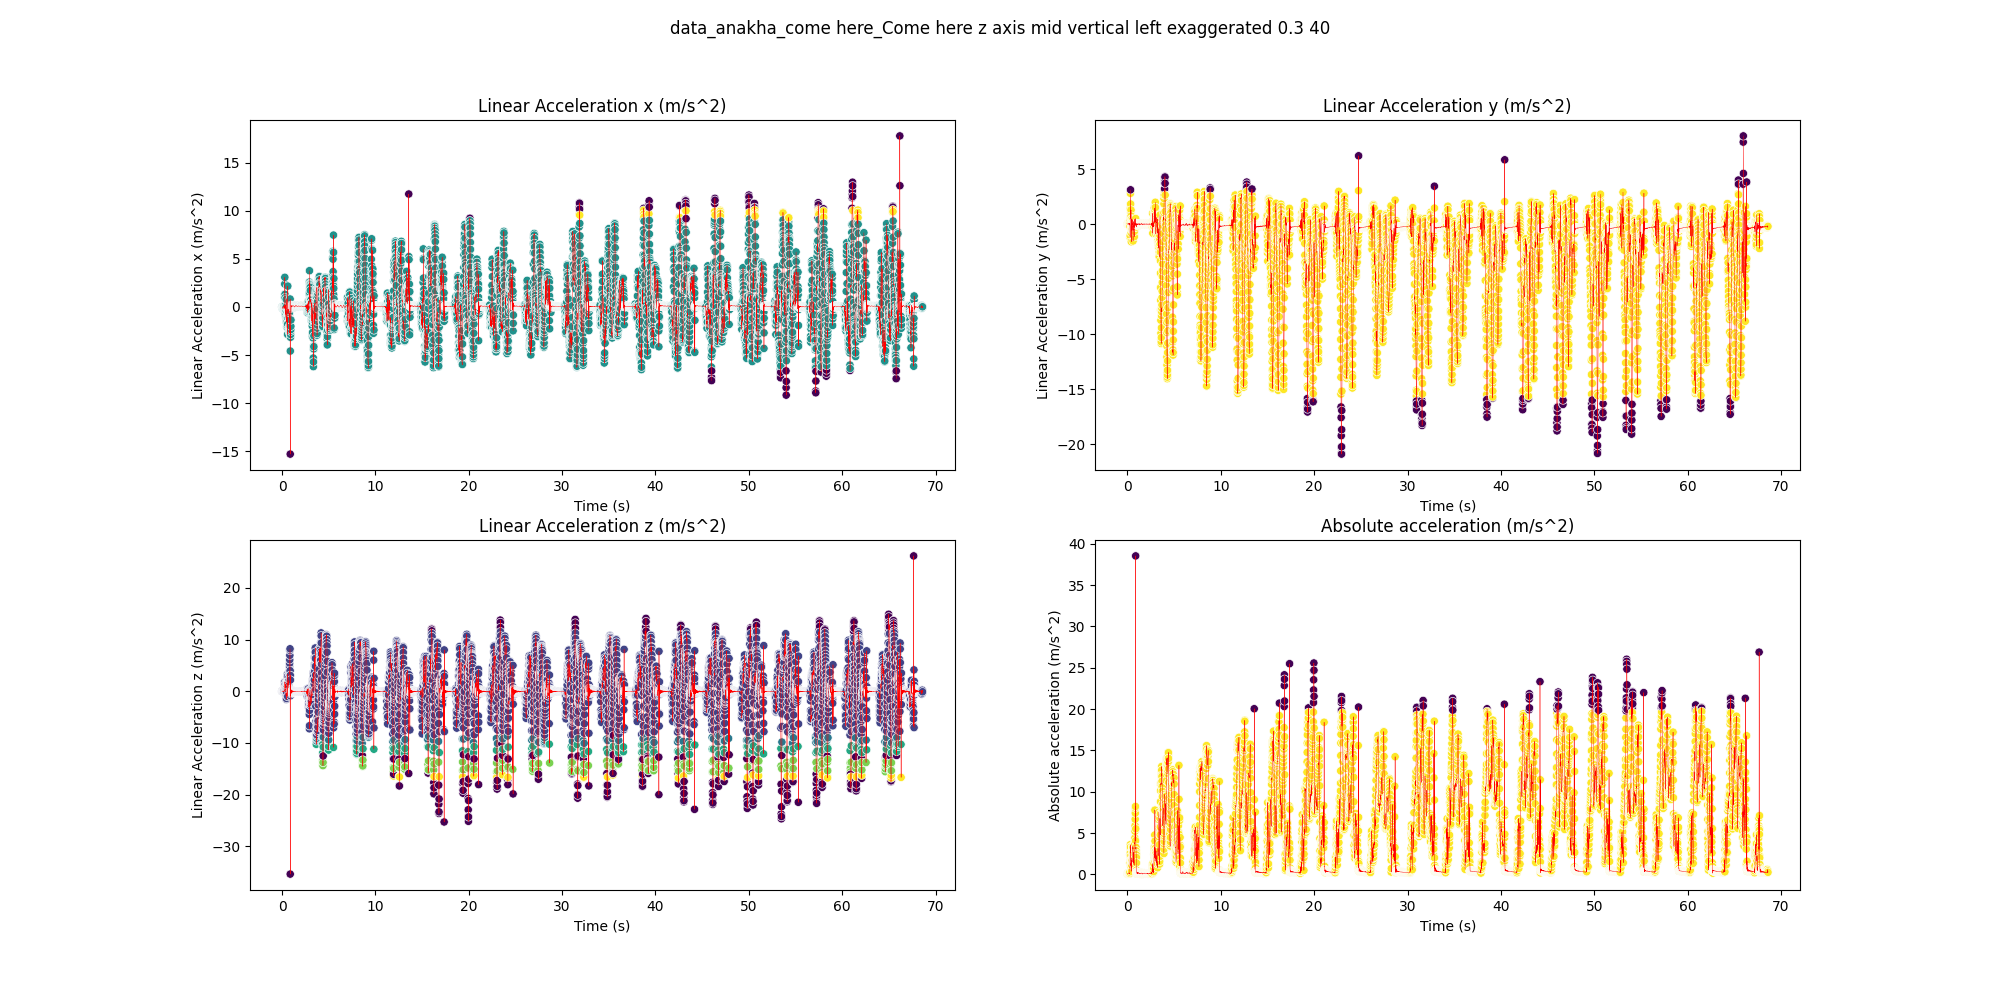 data_anakha_come here_Come here z axis mid vertical left exaggerated 0.3 40
Linear Acceleration x (m/s^2)
Linear Acceleration x (m/s^2)
15
10
5
0
−5
−10
−15
0 10 20 30 40 50 60 70
Time (s)
Linear Acceleration y (m/s^2)
Linear Acceleration y (m/s^2)
5
0
−5
−10
−15
−20
0 10 20 30 40 50 60 70
Time (s)
Linear Acceleration z (m/s^2)
Linear Acceleration z (m/s^2)
20
10
0
−10
−20
−30
0 10 20 30 40 50 60 70
Time (s)
Absolute acceleration (m/s^2)
Absolute acceleration (m/s^2)
40
35
30
25
20
15
10
5
0
0 10 20 30 40 50 60 70
Time (s)